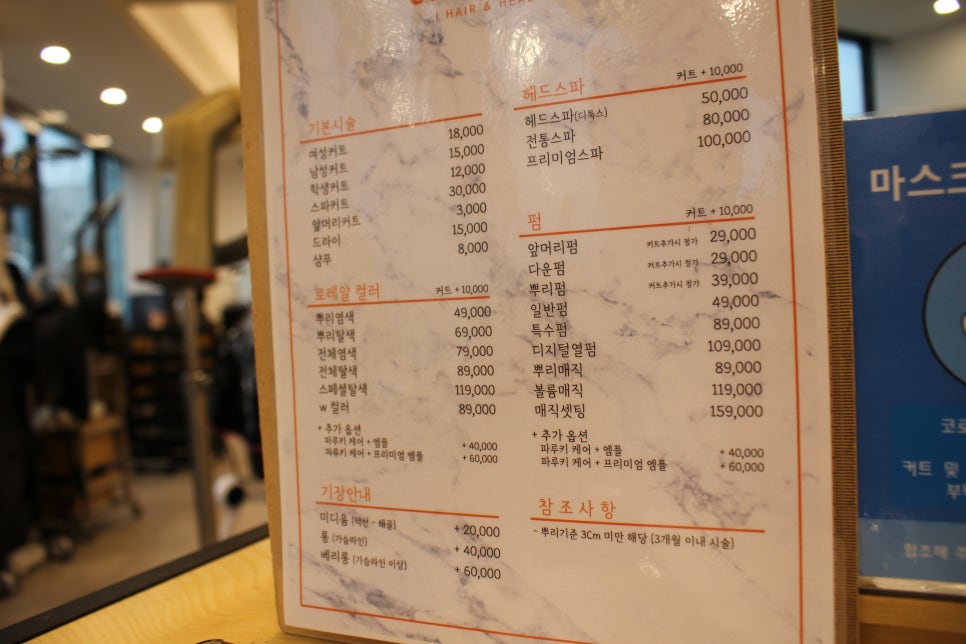 HAIR & HE
기본시술
여성커트 18,000
남성커트 15,000
학생커트 12,000
스파커트 30,000
앞머리커트 3,000
드라이 15,000
샴푸 8,000
로레알 컬러 커트 + 10,000
뿌리염색 49,000
뿌리탈색 69,000
전체염색 79,000
전체탈색 89,000
스페셜탈색 119,000
w 컬러 89,000
+ 추가 옵션
파루키 케어 + 앰플 + 40,000
파루키 케어 + 프리미엄 앰플 + 60,000
기장안내
미디움 (턱선 - 쇄골) + 20,000
롱 (가슴라인) + 40,000
베리롱 (가슴라인 이상) + 60,000
헤드스파 커트 + 10,000
헤드스파(디톡스) 50,000
전통스파 80,000
프리미엄스파 100,000
펌 커트 + 10,000
앞머리펌 커트추가시 정가 29,000
다운펌 커트추가시 정가 29,000
뿌리펌 커트추가시 정가 39,000
일반펌 49,000
특수펌 89,000
디지털열펌 109,000
뿌리매직 89,000
볼륨매직 119,000
매직셋팅 159,000
+ 추가 옵션
파루키 케어 + 엠플 + 40,000
파루키 케어 + 프리미엄 엠플 + 60,000
참조사항
- 뿌리기준 3Cm 미만 해당 (3개월 이내 시술)
마스크
코로
커트 및
부탁
협조해 주